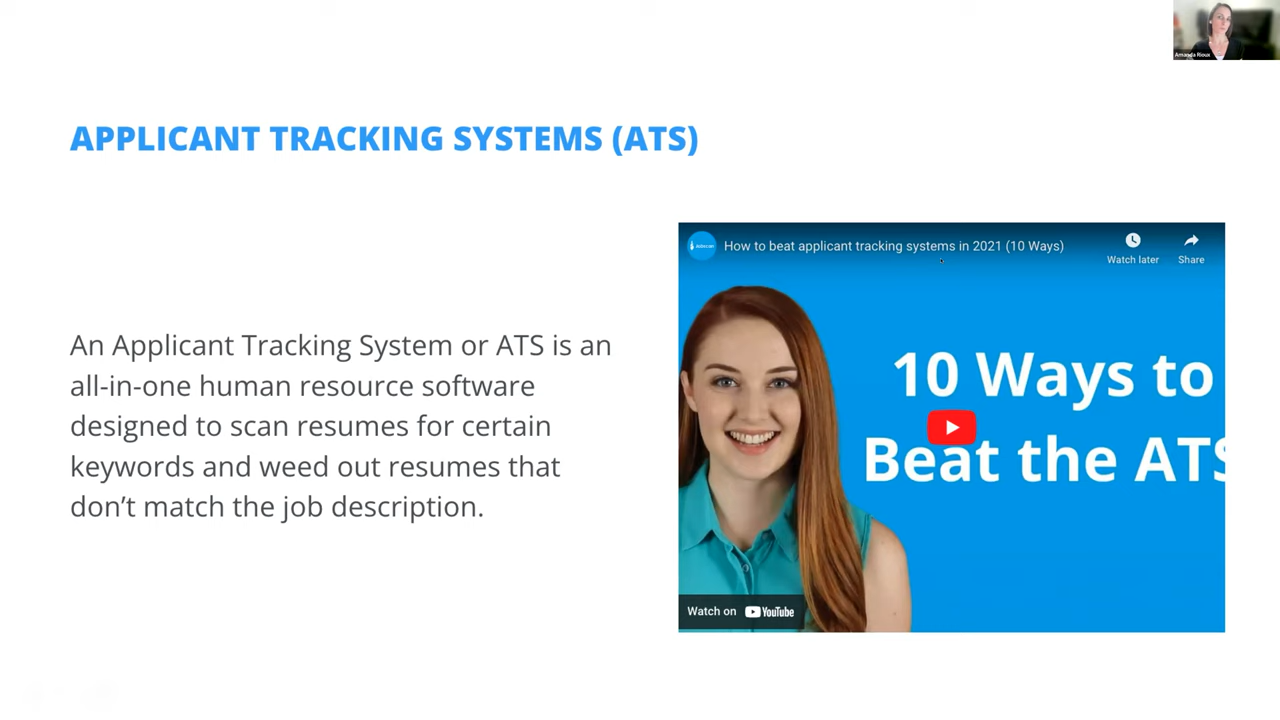 Amanda Rioux
APPLICANT TRACKING SYSTEMS (ATS)
Jobscan
How to beat applicant tracking systems in 2021 (10 Ways)
Watch later
Share
An Applicant Tracking System or ATS is an
all-in-one human resource software
designed to scan resumes for certain
keywords and weed out resumes that
don’t match the job description.
10 Ways to
Beat the ATS
Watch on YouTube